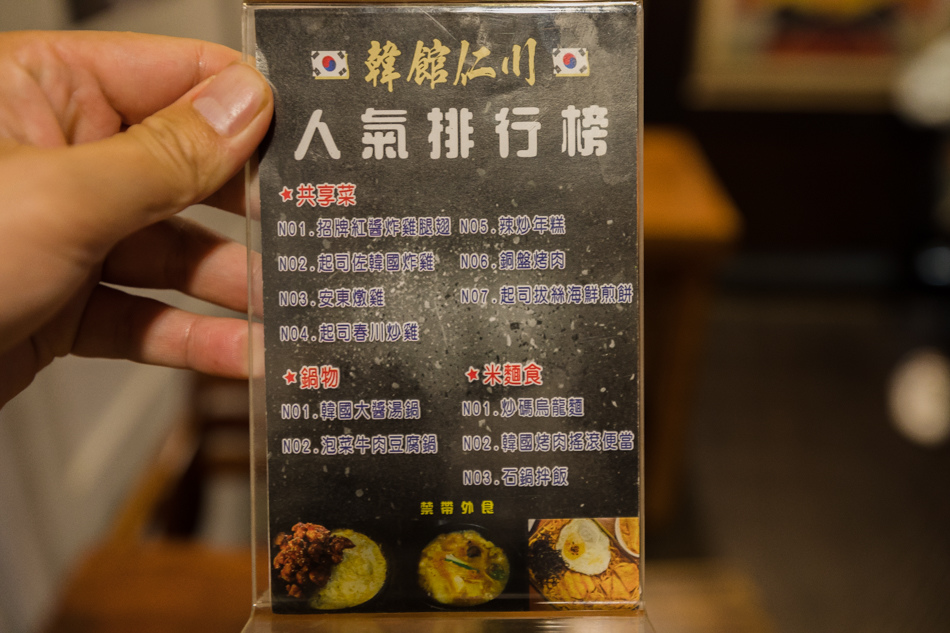 韓館仁川
人氣排行榜
★共享菜
NO1.招牌紅醬炸雞腿翅
NO2.起司佐韓國炸雞
NO3.安東燉雞
NO4.起司春川炒雞
NO5.辣炒年糕
NO6.銅盤烤肉
NO7.起司拔絲海鮮煎餅
★鍋物
NO1.韓國大醬湯鍋
NO2.泡菜牛肉豆腐鍋
★米麵食
NO1.炒碼烏龍麵
NO2.韓國烤肉搖滾便當
NO3.石鍋拌飯
禁帶外食